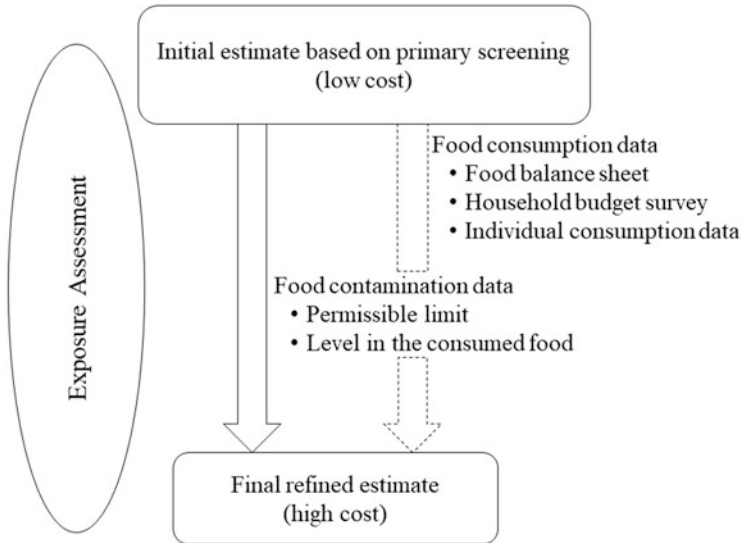 Initial estimate based on primary screening
(low cost)
Food consumption data
• Food balance sheet
• Household budget survey
• Individual consumption data
Exposure Assessment
Food contamination data
• Permissible limit
• Level in the consumed food
Final refined estimate
(high cost)